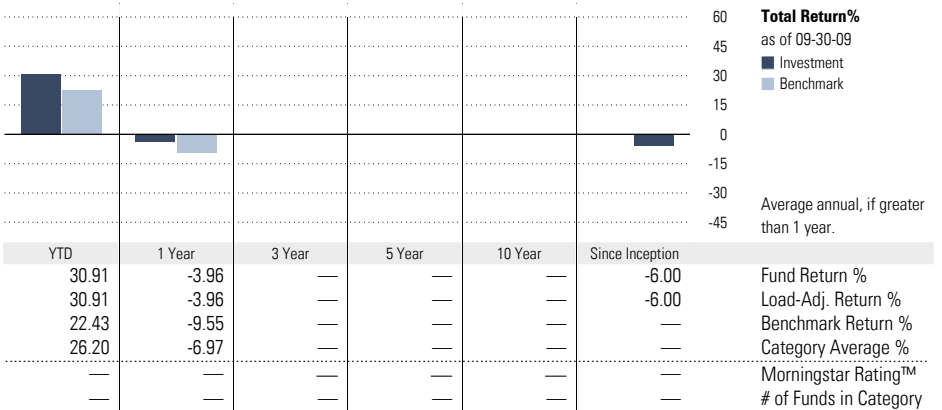 60
45
30
15
0
-15
-30
-45
Total Return%
as of 09-30-09
Investment
Benchmark
Average annual, if greater
than 1 year.
YTD 1 Year 3 Year 5 Year 10 Year Since Inception
30.91 -3.96 — — — -6.00 Fund Return %
30.91 -3.96 — — — -6.00 Load-Adj. Return %
22.43 -9.55 — — — — Benchmark Return %
26.20 -6.97 — — — — Category Average %
— — — — — — Morningstar Rating™
— — — — — — # of Funds in Category